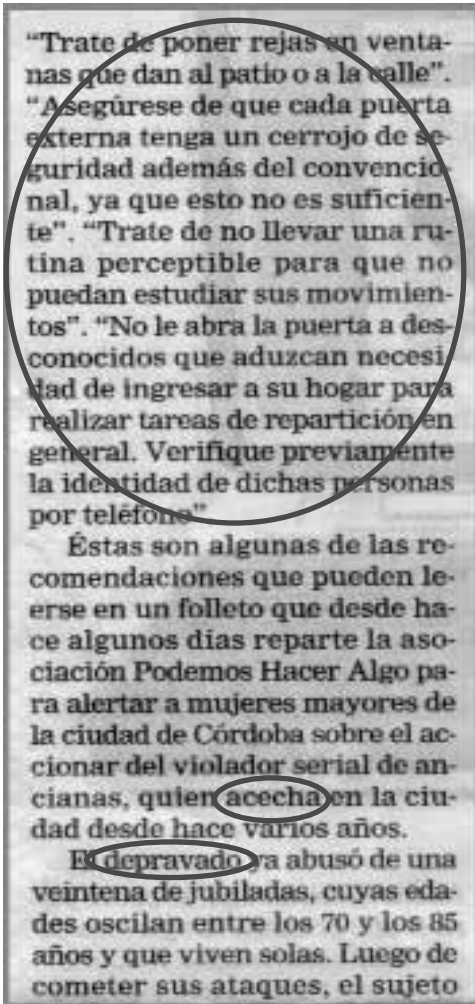 “Trate de poner rejas en venta-
nas que dan al patio o a la calle”.
“Asegúrese de que cada puerta
externa tenga un cerrojo de se-
guridad además del convencio-
nal, ya que esto no es suficien-
te”. “Trate de no llevar una ru-
tina perceptible para que no
puedan estudiar sus movimien-
tos”. “No le abra la puerta a des-
conocidos que aduzcan necesi-
dad de ingresar a su hogar para
realizar tareas de repartición en
general. Verifique previamente
la identidad de dichas personas
por teléfono”
Éstas son algunas de las re-
comendaciones que pueden le-
erse en un folleto que desde ha-
ce algunos días reparte la aso-
ciación Podemos Hacer Algo pa-
ra alertar a mujeres mayores de
la ciudad de Córdoba sobre el ac-
cionar del violador serial de an-
cianas, quien acecha en la ciu-
dad desde hace varios años.
El depravado ya abusó de una
veintena de jubiladas, cuyas eda-
des oscilan entre los 70 y los 85
años y que viven solas. Luego de
cometer sus ataques, el sujeto